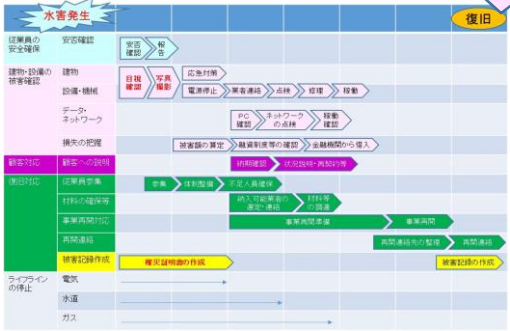 水害発生
復旧
従業員の
安全確保
安否確認
安否
確認
報
告
建物・設備の
被害確認
建物
目視
確認
写真
撮影
応急対策
設備・機械
電源停止
業者連絡
点検
修理
稼働
データ・
ネットワーク
PC
確認
ネットワーク
の点検
稼働
確認
損失の把握
被害額の算定
融資制度等の確認
金融機関から借入
顧客対応
顧客への説明
納期確認
状況説明・再契約等
復旧対応
従業員参集
参集
体制整備
不足人員確保
材料の確保等
納入可能業者の
選定・連絡
材料等
の調達
事業再開対応
事業再開準備
事業再開
再開連絡
再開連絡先の整理
再開連絡
被害記録作成
罹災証明書の作成
被害記録の作成
ライフライン
の停止
電気
水道
ガス